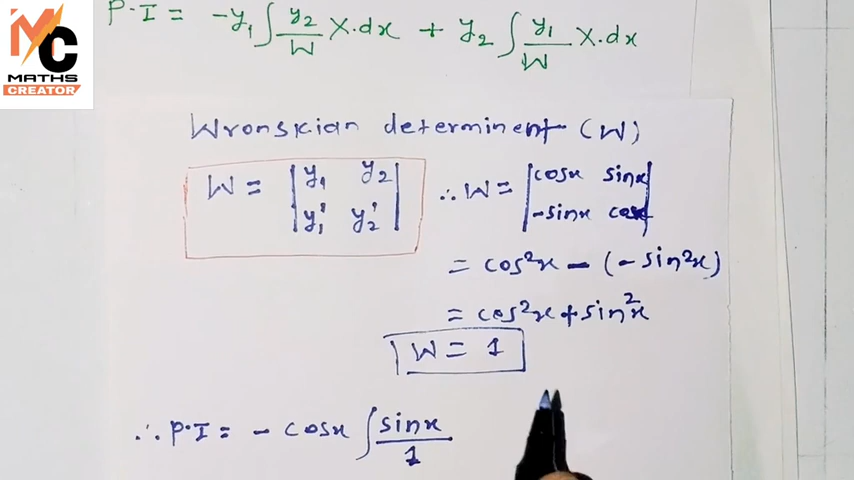 P.I = -y₁ ∫ y₂/W X.dx + y₂ ∫ y₁/W X.dx
MC
MATHS
CREATOR
Wronskian determinent (W)
W = |y₁ y₂|
|y₁' y₂'|
∴ W = |cosx sinx|
|-sinx cosx|
= cos²x - (-sin²x)
= cos²x + sin²x
W = 1
∴ P.I = - cosx ∫ sinx/1